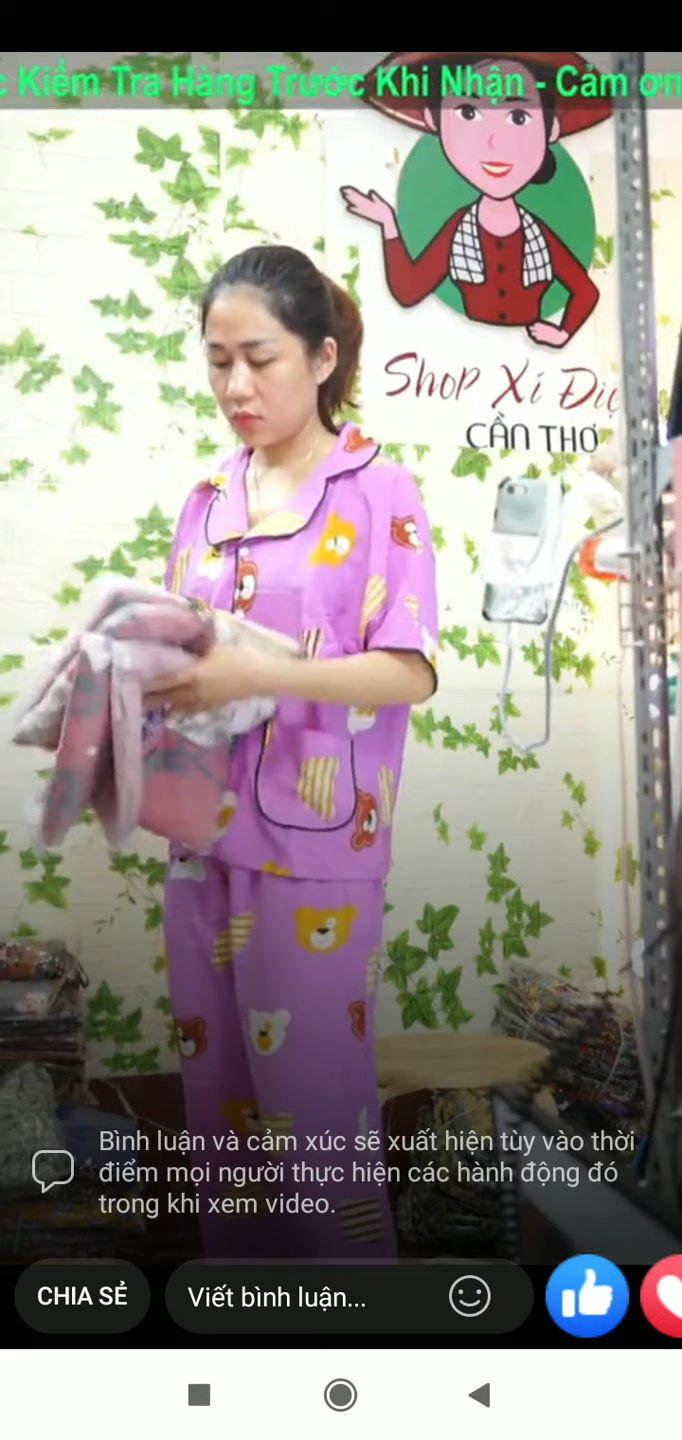 Kiểm Tra Hàng Trước Khi Nhận - Cảm ơn
Shop Xí
CẦN THƠ
Bình luận và cảm xúc sẽ xuất hiện tùy vào thời
điểm mọi người thực hiện các hành động đó
trong khi xem video.
CHIA SẺ
Viết bình luận...